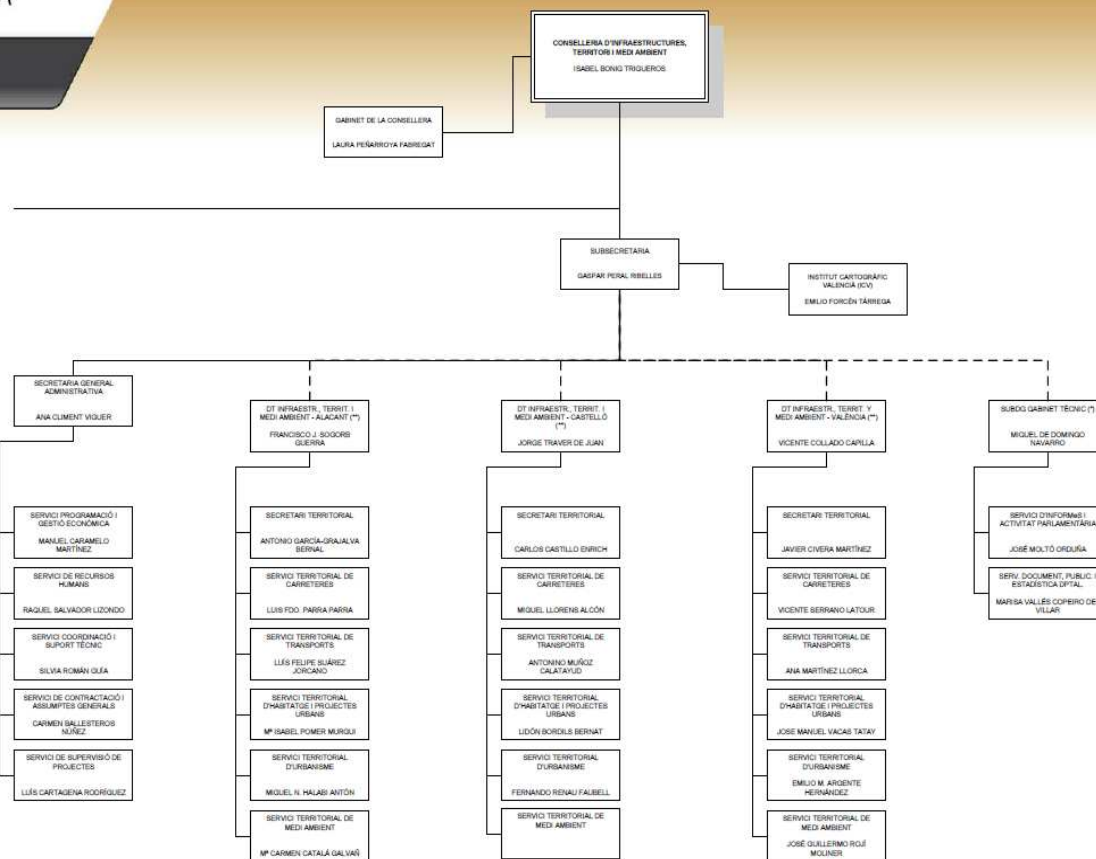 CONSELLERIA D'INFRAESTRUCTURES,
TERRITORI I MEDI AMBIENT
ISABEL BONIG TRIGUEROS
GABINET DE LA CONSELLERA
LAURA PEÑARROYA FABREGAT
SUBSECRETARIA
GASPAR PERAL RIBELLES
INSTITUT CARTOGRÀFIC
VALENCIÀ (ICV)
EMILIO FORCÉN TÁRREGA
SECRETARIA GENERAL
ADMINISTRATIVA
ANA CLIMENT VIGUER
DT INFRAESTR., TERRIT. I
MEDI AMBIENT - ALACANT (**)
FRANCISCO J. SOGORB
GUERRA
DT INFRAESTR., TERRIT. I
MEDI AMBIENT - CASTELLÓ
(**)
JORGE TRAVER DE JUAN
DT INFRAESTR., TERRIT. Y
MEDI AMBIENT - VALÈNCIA (**)
VICENTE COLLADO CAPILLA
SUBDG GABINET TÈCNIC (*)
MIGUEL DE DOMINGO
NAVARRO
SERVICI PROGRAMACIÓ I
GESTIÓ ECONÒMICA
MANUEL CARAMELO
MARTÍNEZ
SERVICI DE RECURSOS
HUMANS
RAQUEL SALVADOR LIZONDO
SERVICI COORDINACIÓ I
SUPORT TÈCNIC
SILVIA ROMÁN GUÍA
SERVICI DE CONTRACTACIÓ I
ASSUMPTES GENERALS
CARMEN BALLESTEROS
NÚÑEZ
SERVICI DE SUPERVISIÓ DE
PROJECTES
LUÍS CARTAGENA RODRÍGUEZ
SECRETARI TERRITORIAL
ANTONIO GARCÍA-GRAJALVA
BERNAL
SERVICI TERRITORIAL DE
CARRETERES
LUIS FDO. PARRA PARRIA
SERVICI TERRITORIAL DE
TRANSPORTS
LUÍS FELIPE SUÁREZ
JORCANO
SERVICI TERRITORIAL
D'HABITATGE I PROJECTES
URBANS
Mª ISABEL POMER MURGUI
SERVICI TERRITORIAL
D'URBANISME
MIGUEL N. HALABI ANTÓN
SERVICI TERRITORIAL DE
MEDI AMBIENT
Mª CARMEN CATALÁ GALVAÑ
SECRETARI TERRITORIAL
CARLOS CASTILLO ENRICH
SERVICI TERRITORIAL DE
CARRETERES
MIGUEL LLORENS ALCÓN
SERVICI TERRITORIAL DE
TRANSPORTS
ANTONINO MUÑOZ
CALATAYUD
SERVICI TERRITORIAL
D'HABITATGE I PROJECTES
URBANS
LIDÓN BORDILS BERNAT
SERVICI TERRITORIAL
D'URBANISME
FERNANDO RENAU FAUBELL
SERVICI TERRITORIAL DE
MEDI AMBIENT
SECRETARI TERRITORIAL
JAVIER CIVERA MARTÍNEZ
SERVICI TERRITORIAL DE
CARRETERES
VICENTE SERRANO LATOUR
SERVICI TERRITORIAL DE
TRANSPORTS
ANA MARTÍNEZ LLORCA
SERVICI TERRITORIAL
D'HABITATGE I PROJECTES
URBANS
JOSE MANUEL VACAS TATAY
SERVICI TERRITORIAL
D'URBANISME
EMILIO M. ARGENTE
HERNÁNDEZ
SERVICI TERRITORIAL DE
MEDI AMBIENT
JOSÉ GUILLERMO ROJÍ
MOLINER
SERVICI D'INFORMeS I
ACTIVITAT PARLAMENTÀRIA
JOSÉ MOLTÓ ORDUÑA
SERV. DOCUMENT, PUBLIC. I
ESTADÍSTICA DPTAL.
MARISA VALLÉS COPEIRO DEL
VILLAR